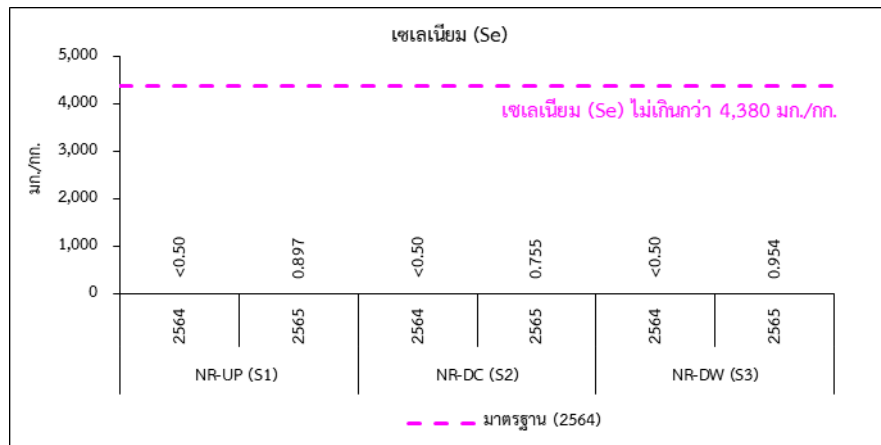 เซเลเนียม (Se)
5,000
4,000
3,000
2,000
1,000
0
มก./กก.
เซเลเนียม (Se) ไม่เกินกว่า 4,380 มก./กก.
<0.50
0.897
<0.50
0.755
<0.50
0.954
2564
2565
2564
2565
2564
2565
NR-UP (S1)
NR-DC (S2)
NR-DW (S3)
มาตรฐาน (2564)